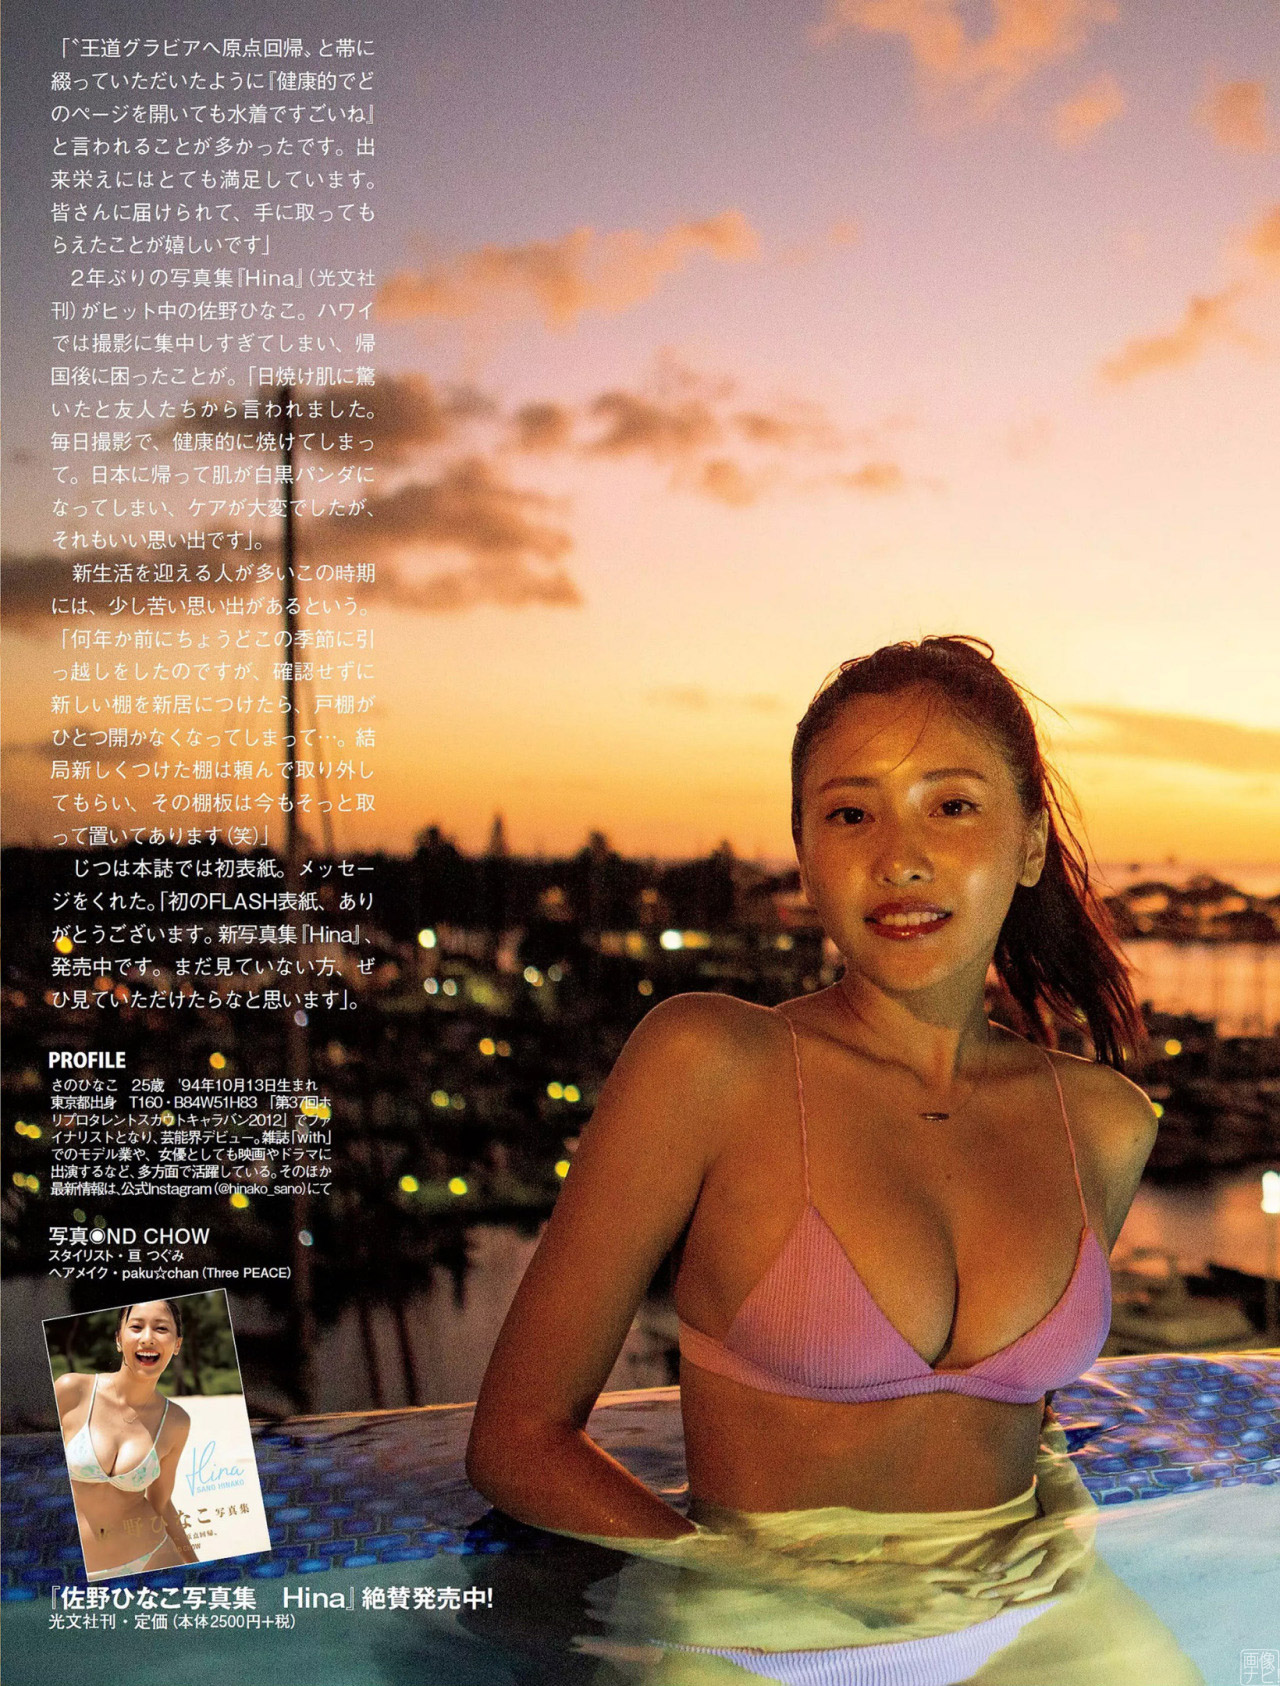 「〝王道グラビアへ原点回帰〟と帯に
綴っていただいたように『健康的でど
のページを開いても水着ですごいね』
と言われることが多かったです。出
来栄えにはとても満足しています。
皆さんに届けられて、手に取っても
らえたことが嬉しいです」
2年ぶりの写真集『Hina』(光文社
刊)がヒット中の佐野ひなこ。ハワイ
では撮影に集中しすぎてしまい、帰
国後に困ったことが。「日焼け肌に驚
いたと友人たちから言われました。
毎日撮影で、健康的に焼けてしまっ
て。日本に帰って肌が白黒パンダに
なってしまい、ケアが大変でしたが、
それもいい思い出です」。
新生活を迎える人が多いこの時期
には、少し苦い思い出があるという。
「何年か前にちょうどこの季節に引
っ越しをしたのですが、確認せずに
新しい棚を新居につけたら、戸棚が
ひとつ開かなくなってしまって…。結
局新しくつけた棚は頼んで取り外し
てもらい、その棚板は今もそっと取
って置いてあります(笑)」
じつは本誌では初表紙。メッセー
ジをくれた。「初のFLASH表紙、あり
がとうございます。新写真集『Hina』、
発売中です。まだ見ていない方、ぜ
ひ見ていただけたらなと思います」。
PROFILE
さのひなこ 25歳 '94年10月13日生まれ
東京都出身 T160・B84W51H83 「第37回ホ
リプロタレントスカウトキャラバン2012」でファ
イナリストとなり、芸能界デビュー。雑誌「with」
でのモデル業や、女優としても映画やドラマに
出演するなど、多方面で活躍している。そのほか
最新情報は、公式Instagram(@hinako_sano)にて
写真◉ND CHOW
スタイリスト・亘 つぐみ
ヘアメイク・paku☆chan(Three PEACE)
Hina
SANO HINAKO
佐野ひなこ写真集
原点回帰。
CHOW
『佐野ひなこ写真集 Hina』絶賛発売中!
光文社刊・定価(本体2500円+税)
画像
ナビ